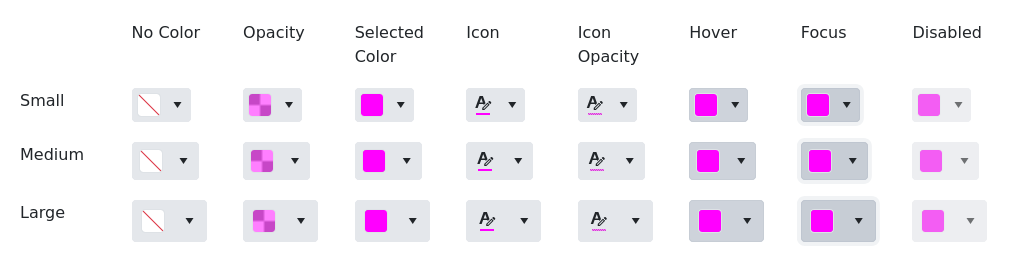 No Color Opacity Selected Color Icon Icon Opacity Hover Focus Disabled
Small A A
Medium A A
Large A A